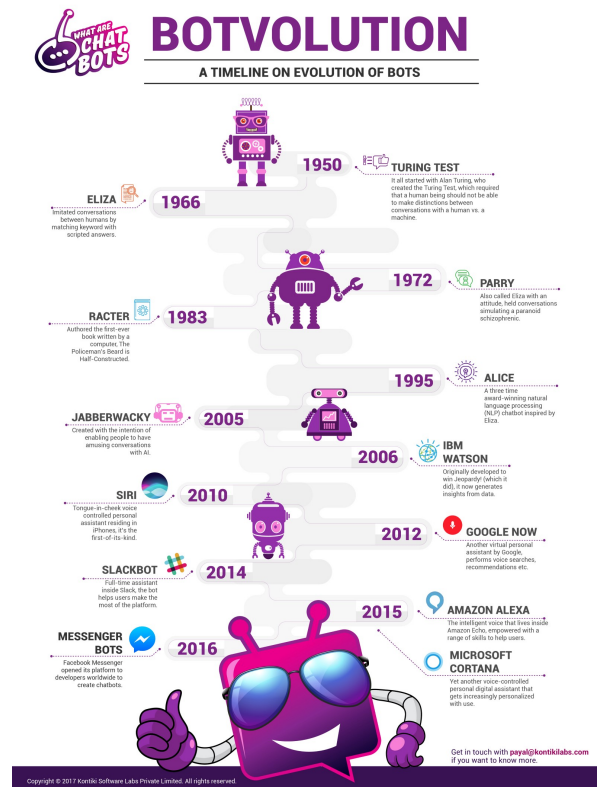 WHAT ARE
CHAT
BOTS
BOTVOLUTION
A TIMELINE ON EVOLUTION OF BOTS
1950
TURING TEST
It all started with Alan Turing, who
created the Turing Test, which required
that a human being should not be able
to make distinctions between
conversations with a human vs. a
machine.
ELIZA
1966
Imitated conversations
between humans by
matching keyword with
scripted answers.
1972
PARRY
Also called Eliza with an
attitude, held conversations
simulating a paranoid
schizophrenic.
RACTER
1983
Authored the first-ever
book written by a
computer, The
Policeman's Beard is
Half-Constructed.
1995
ALICE
A three time
award-winning natural
language processing
(NLP) chatbot inspired by
Eliza.
JABBERWACKY
2005
Created with the intention of
enabling people to have
amusing conversations
with AI.
2006
IBM
WATSON
Originally developed to
win Jeopardy! (which it
did), it now generates
insights from data.
SIRI
2010
Tongue-in-cheek voice
controlled personal
assistant residing in
iPhones, it's the
first-of-its-kind.
2012
GOOGLE NOW
Another virtual personal
assistant by Google,
performs voice searches,
recommendations etc.
SLACKBOT
2014
Full-time assistant
inside Slack, the bot
helps users make the
most of the platform.
2015
AMAZON ALEXA
The intelligent voice that lives inside
Amazon Echo, empowered with a
range of skills to help users.
MESSENGER
BOTS
2016
Facebook Messenger
opened its platform to
developers worldwide to
create chatbots.
MICROSOFT
CORTANA
Yet another voice-controlled
personal digital assistant that
gets increasingly personalized
with use.
Get in touch with payal@kontikilabs.com
if you want to know more.
Copyright © 2017 Kontiki Software Labs Private Limited. All rights reserved.